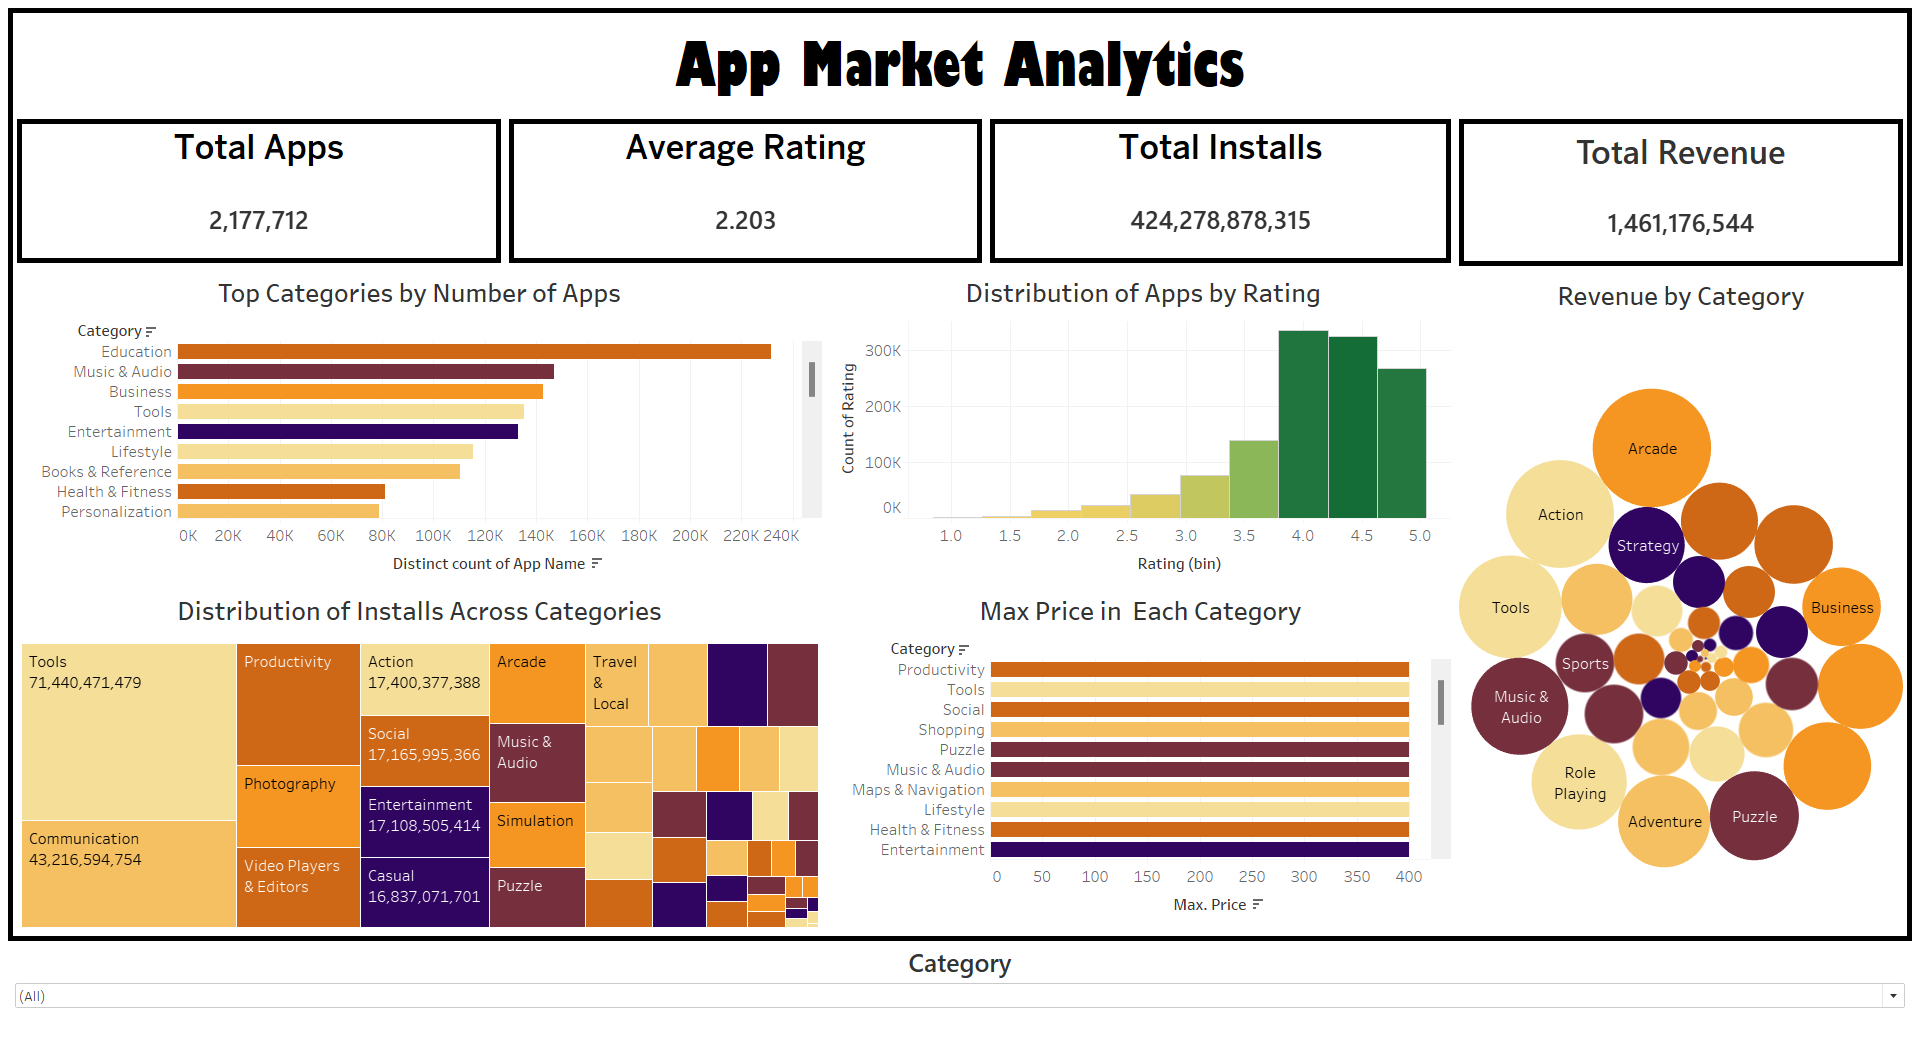 App Market Analytics
Total Apps
2,177,712
Average Rating
2.203
Total Installs
424,278,878,315
Total Revenue
1,461,176,544
Top Categories by Number of Apps
Category
Education
Music & Audio
Business
Tools
Entertainment
Lifestyle
Books & Reference
Health & Fitness
Personalization
0K 20K 40K 60K 80K 100K 120K 140K 160K 180K 200K 220K 240K
Distinct count of App Name
Distribution of Apps by Rating
Count of Rating
300K
200K
100K
0K
1.0 1.5 2.0 2.5 3.0 3.5 4.0 4.5 5.0
Rating (bin)
Revenue by Category
Arcade
Action
Strategy
Tools
Business
Sports
Music &
Audio
Role
Playing
Adventure
Puzzle
Distribution of Installs Across Categories
Tools
71,440,471,479
Communication
43,216,594,754
Productivity
Photography
Video Players
& Editors
Action
17,400,377,388
Social
17,165,995,366
Entertainment
17,108,505,414
Casual
16,837,071,701
Arcade
Music &
Audio
Simulation
Puzzle
Travel
&
Local
Max Price in Each Category
Category
Productivity
Tools
Social
Shopping
Puzzle
Music & Audio
Maps & Navigation
Lifestyle
Health & Fitness
Entertainment
0 50 100 150 200 250 300 350 400
Max. Price
Category
(All)